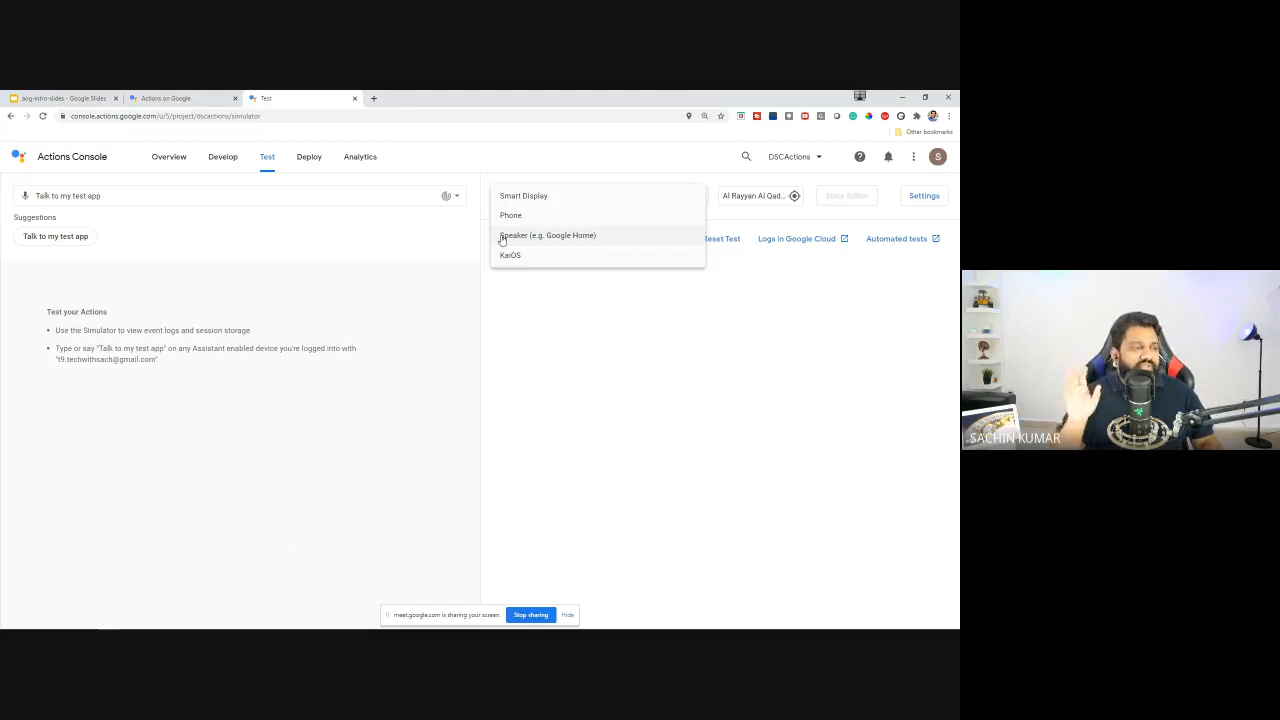 aog-intro-slides - Google Slides
Actions on Google
Test
console.actions.google.com/u/5/project/dscactions/simulator
Other bookmarks
Actions Console
Overview
Develop
Test
Deploy
Analytics
DSCActions
S
Talk to my test app
Smart Display
Al Rayyan Al Qad...
State Editor
Settings
Suggestions
Phone
Talk to my test app
Speaker (e.g. Google Home)
Reset Test
Logs in Google Cloud
Automated tests
KaiOS
Test your Actions
• Use the Simulator to view event logs and session storage
• Type or say "Talk to my test app" on any Assistant enabled device you're logged into with
"t9.techwithsach@gmail.com"
SACHIN KUMAR
meet.google.com is sharing your screen.
Stop sharing
Hide